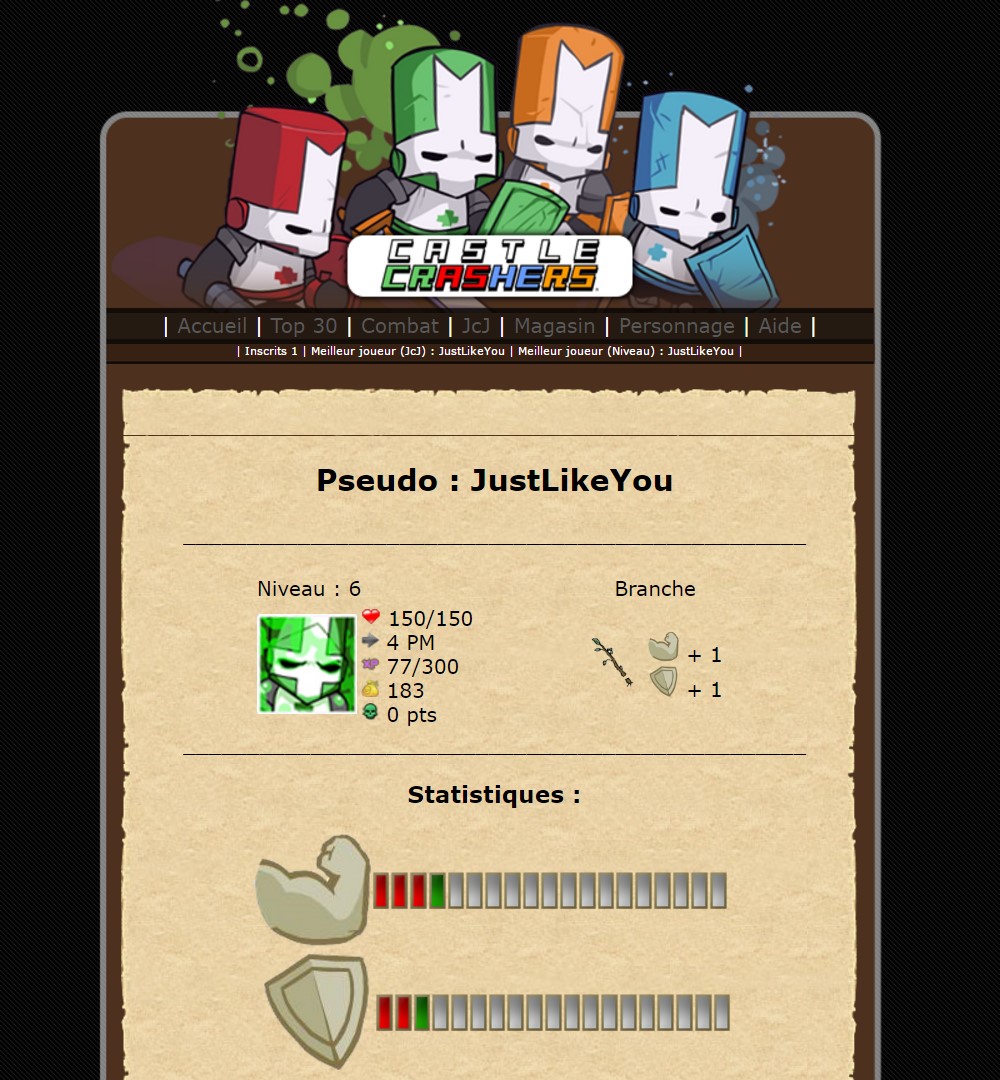 CASTLE
CRASHERS
| Accueil | Top 30 | Combat | JcJ | Magasin | Personnage | Aide |
| Inscrits 1 | Meilleur joueur (JcJ) : JustLikeYou | Meilleur joueur (Niveau) : JustLikeYou |
Pseudo : JustLikeYou
Niveau : 6
150/150
4 PM
XP 77/300
183
0 pts
Branche
+ 1
+ 1
Statistiques :